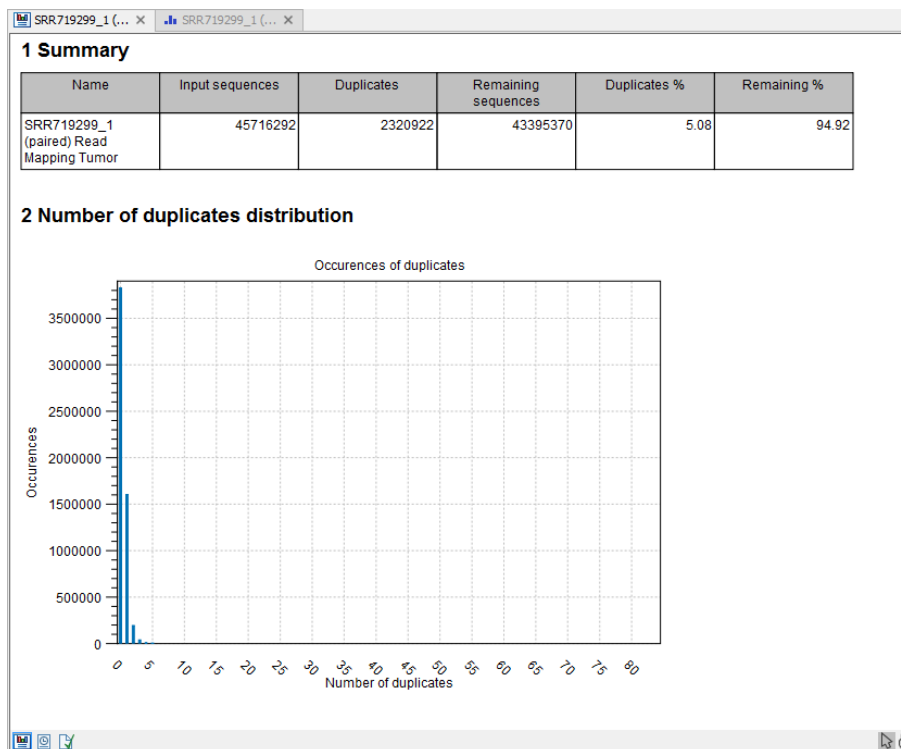 SRR719299_1 (... ×
SRR719299_1 (... ×
1 Summary
Name Input sequences Duplicates Remaining sequences Duplicates % Remaining %
SRR719299_1 (paired) Read Mapping Tumor 45716292 2320922 43395370 5.08 94.92
2 Number of duplicates distribution
Occurences of duplicates
Occurences
3500000
3000000
2500000
2000000
1500000
1000000
500000
0
0 5 10 15 20 25 30 35 40 45 50 55 60 65 70 75 80
Number of duplicates